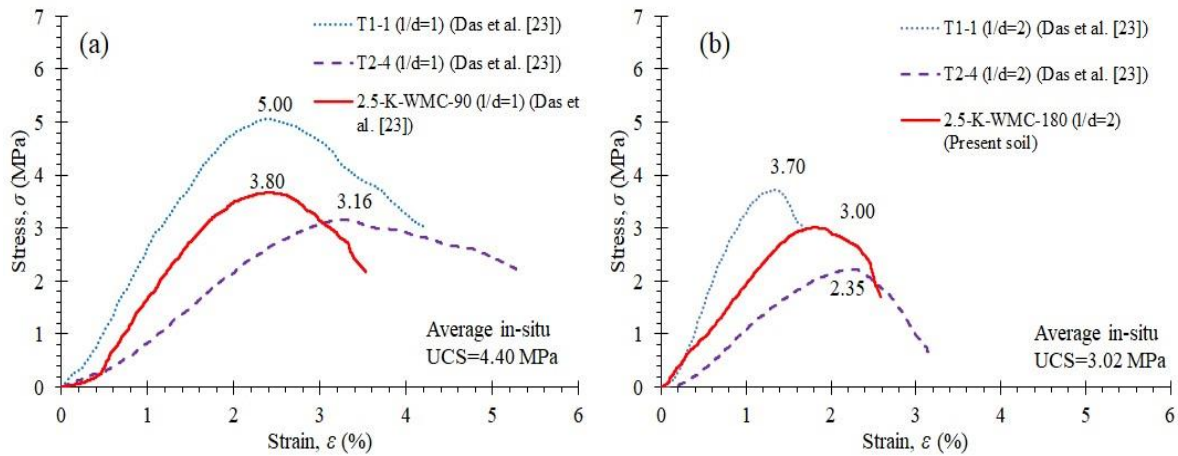 (a)
T1-1 (l/d=1) (Das et al. [23])
T2-4 (l/d=1) (Das et al. [23])
2.5-K-WMC-90 (l/d=1) (Das
et al. [23])
5.00
3.80
3.16
Average in-situ
UCS=4.40 MPa
Stress, σ (MPa)
7
6
5
4
3
2
1
0
0 1 2 3 4 5 6
Strain, ε (%)
(b)
T1-1 (l/d=2) (Das et al. [23])
T2-4 (l/d=2) (Das et al. [23])
2.5-K-WMC-180 (l/d=2)
(Present soil)
3.70
3.00
2.35
Average in-situ
UCS=3.02 MPa
Stress, σ (MPa)
7
6
5
4
3
2
1
0
0 1 2 3 4 5 6
Strain, ε (%)